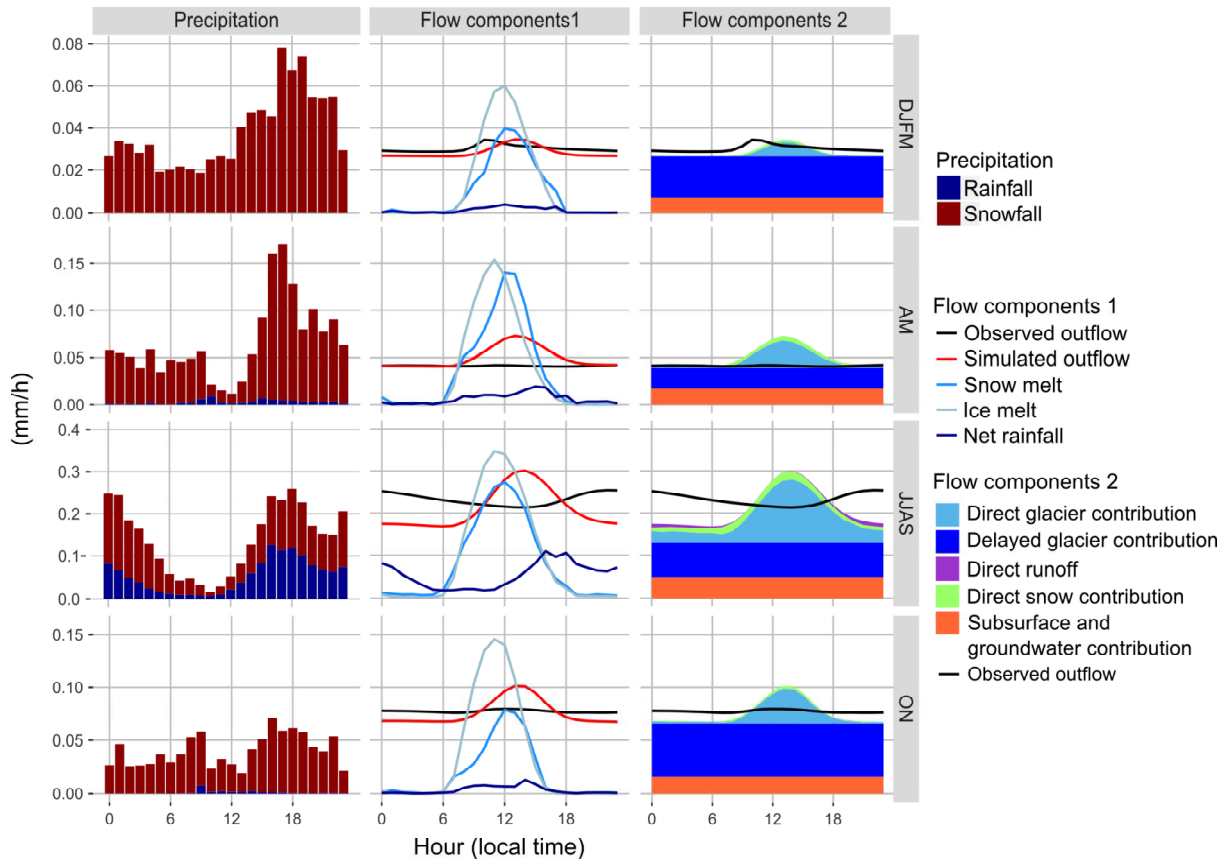 Precipitation
Flow components1
Flow components 2
0.08
0.06
0.04
0.02
0.00
DJFM
0.15
0.10
0.05
0.00
AM
0.4
0.3
0.2
0.1
0.0
JJAS
0.15
0.10
0.05
0.00
ON
(mm/h)
0 6 12 18
0 6 12 18
0 6 12 18
Hour (local time)
Precipitation
Rainfall
Snowfall
Flow components 1
Observed outflow
Simulated outflow
Snow melt
Ice melt
Net rainfall
Flow components 2
Direct glacier contribution
Delayed glacier contribution
Direct runoff
Direct snow contribution
Subsurface and
groundwater contribution
Observed outflow